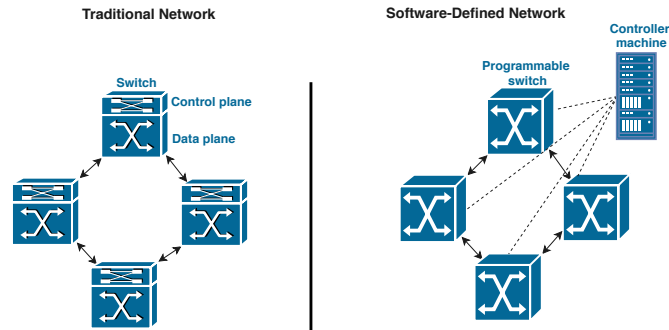 Traditional Network
Software-Defined Network
Controller
machine
Switch
Control plane
Data plane
Programmable
switch